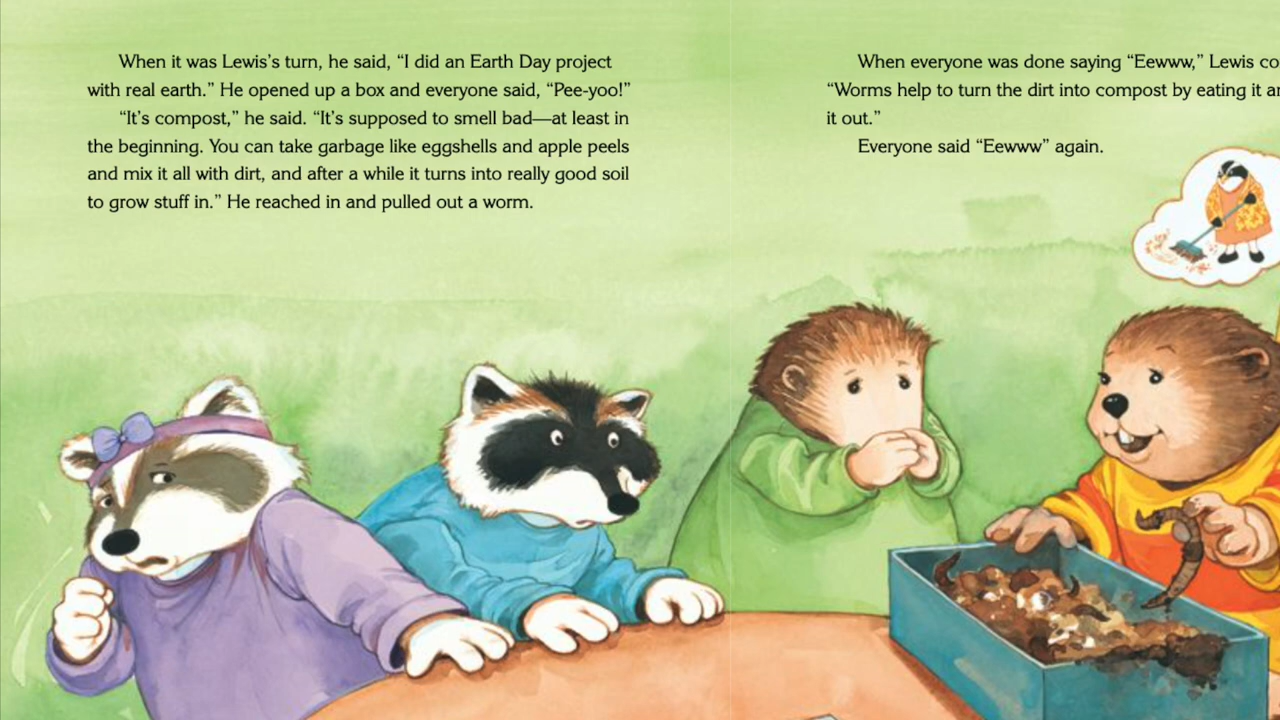 When it was Lewis’s turn, he said, “I did an Earth Day project
with real earth.” He opened up a box and everyone said, “Pee-yoo!”
“It’s compost,” he said. “It’s supposed to smell bad—at least in
the beginning. You can take garbage like eggshells and apple peels
and mix it all with dirt, and after a while it turns into really good soil
to grow stuff in.” He reached in and pulled out a worm.
When everyone was done saying “Eewww,” Lewis
“Worms help to turn the dirt into compost by eating it
it out.”
Everyone said “Eewww” again.